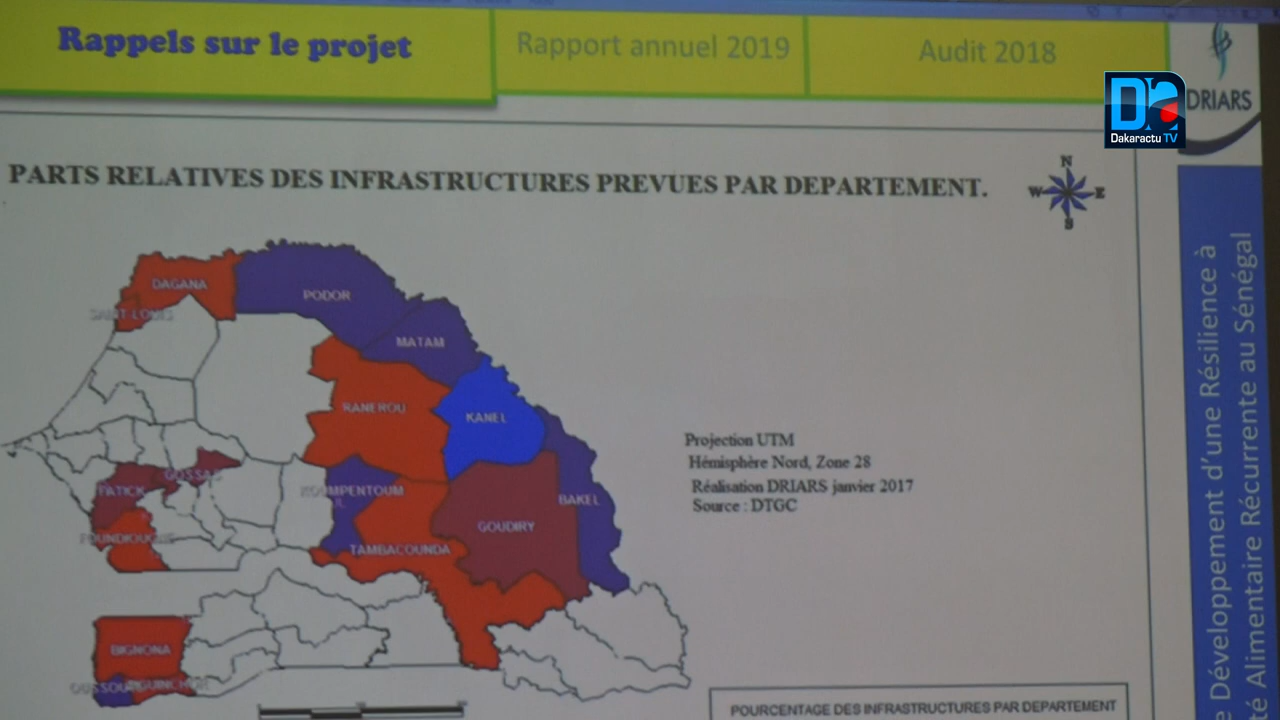 Rappels sur le projet
Rapport annuel 2019
Audit 2018
DRIARS
Dakaractu TV
PARTS RELATIVES DES INFRASTRUCTURES PREVUES PAR DEPARTEMENT.
N
W E
S
DAGANA
SAINT-LOUIS
PODOR
MATAM
RANEROU
KANEL
GOSSAS
FATICK
KOUMPENTOUM
BAKEL
GOUDIRY
FOUNDIOUGNE
TAMBACOUNDA
BIGNONA
Projection UTM
Hémisphère Nord, Zone 28
Réalisation DRIARS janvier 2017
Source : DTGC
POURCENTAGE DES INFRASTRUCTURES PAR DEPARTEMENT
e Développement d'une Résilience à
té Alimentaire Récurrente au Sénégal